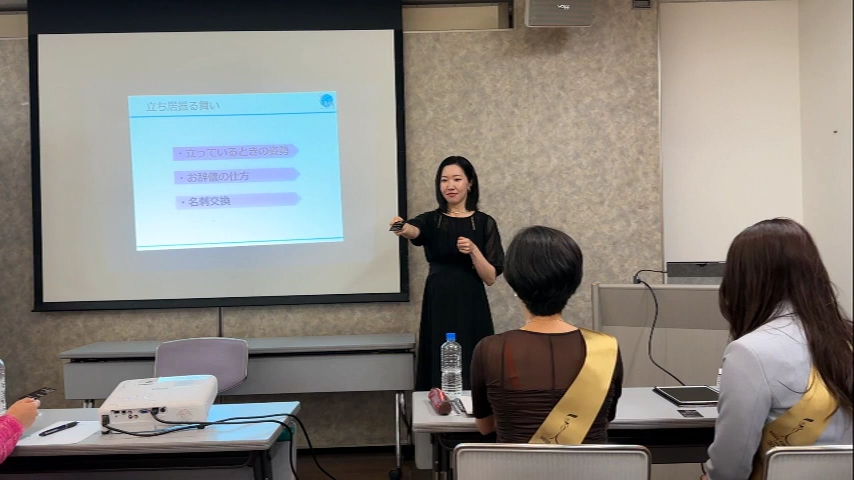 立ち居振る舞い
・立っているときの姿勢
・お辞儀の仕方
・名刺交換